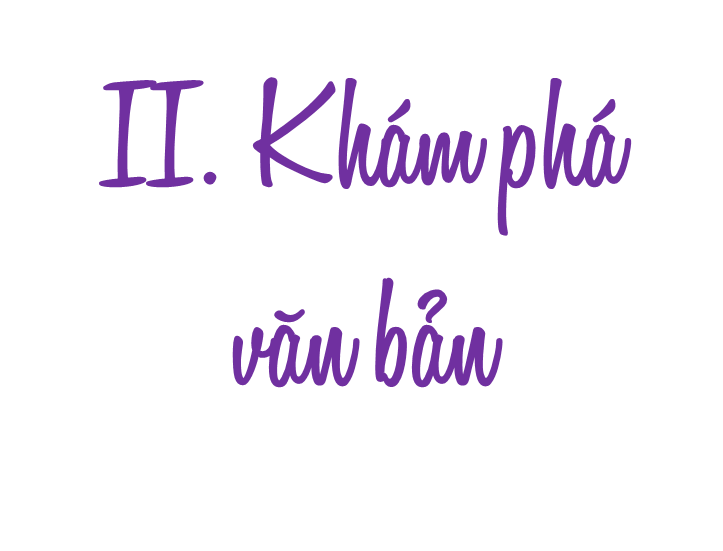 II. Khám phá
văn bản